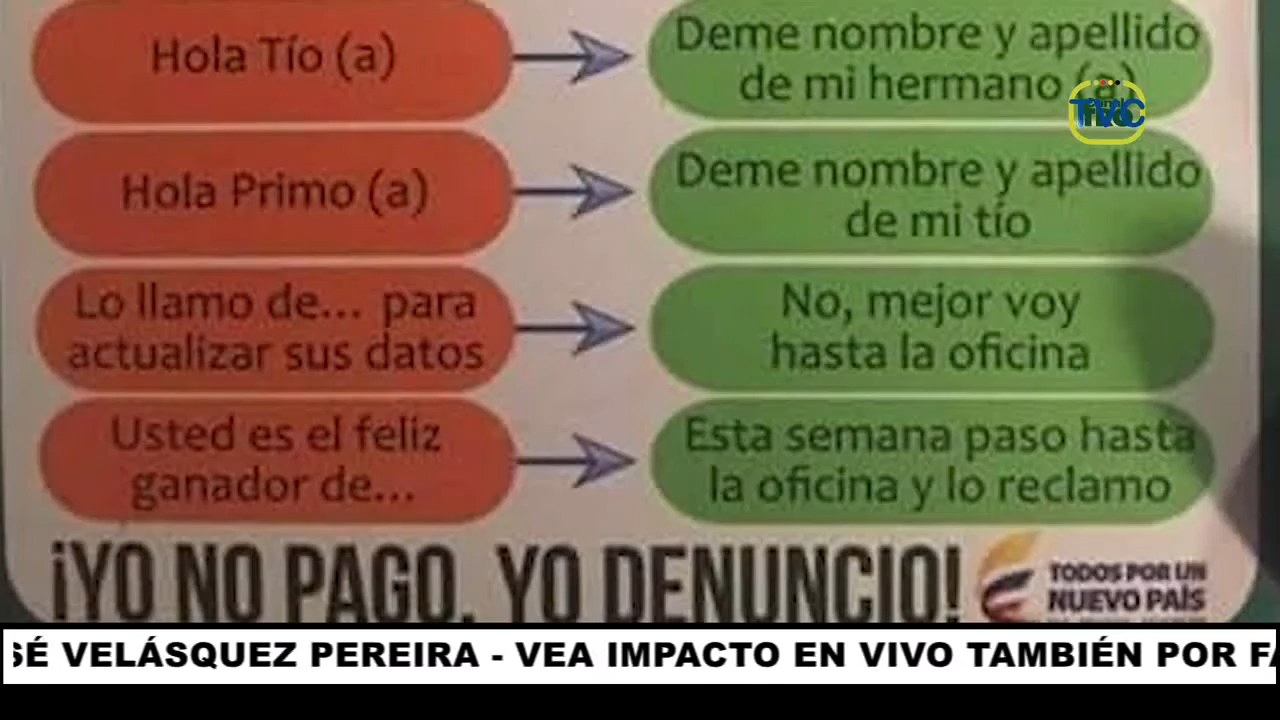 Hola Tío (a)
Deme nombre y apellido
de mi hermano (a)
TVC
Hola Primo (a)
Deme nombre y apellido
de mi tío
Lo llamo de... para
actualizar sus datos
No, mejor voy
hasta la oficina
Usted es el feliz
ganador de...
Esta semana paso hasta
la oficina y lo reclamo
¡YO NO PAGO, YO DENUNCIO!
TODOS POR UN
NUEVO PAÍS
SÉ VELÁSQUEZ PEREIRA - VEA IMPACTO EN VIVO TAMBIÉN POR FA